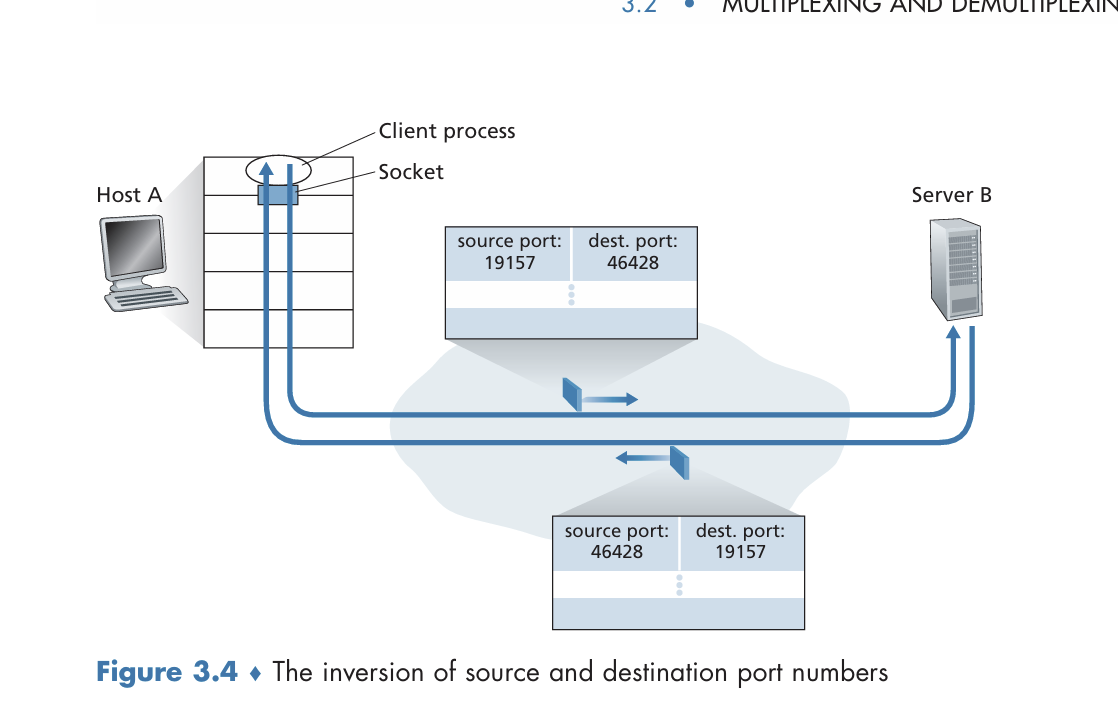 3.2 • MULTIPLEXING AND DEMULTIPLEXIN
Client process
Socket
Host A
Server B
source port:
19157
dest. port:
46428
source port:
46428
dest. port:
19157
Figure 3.4 ♦ The inversion of source and destination port numbers